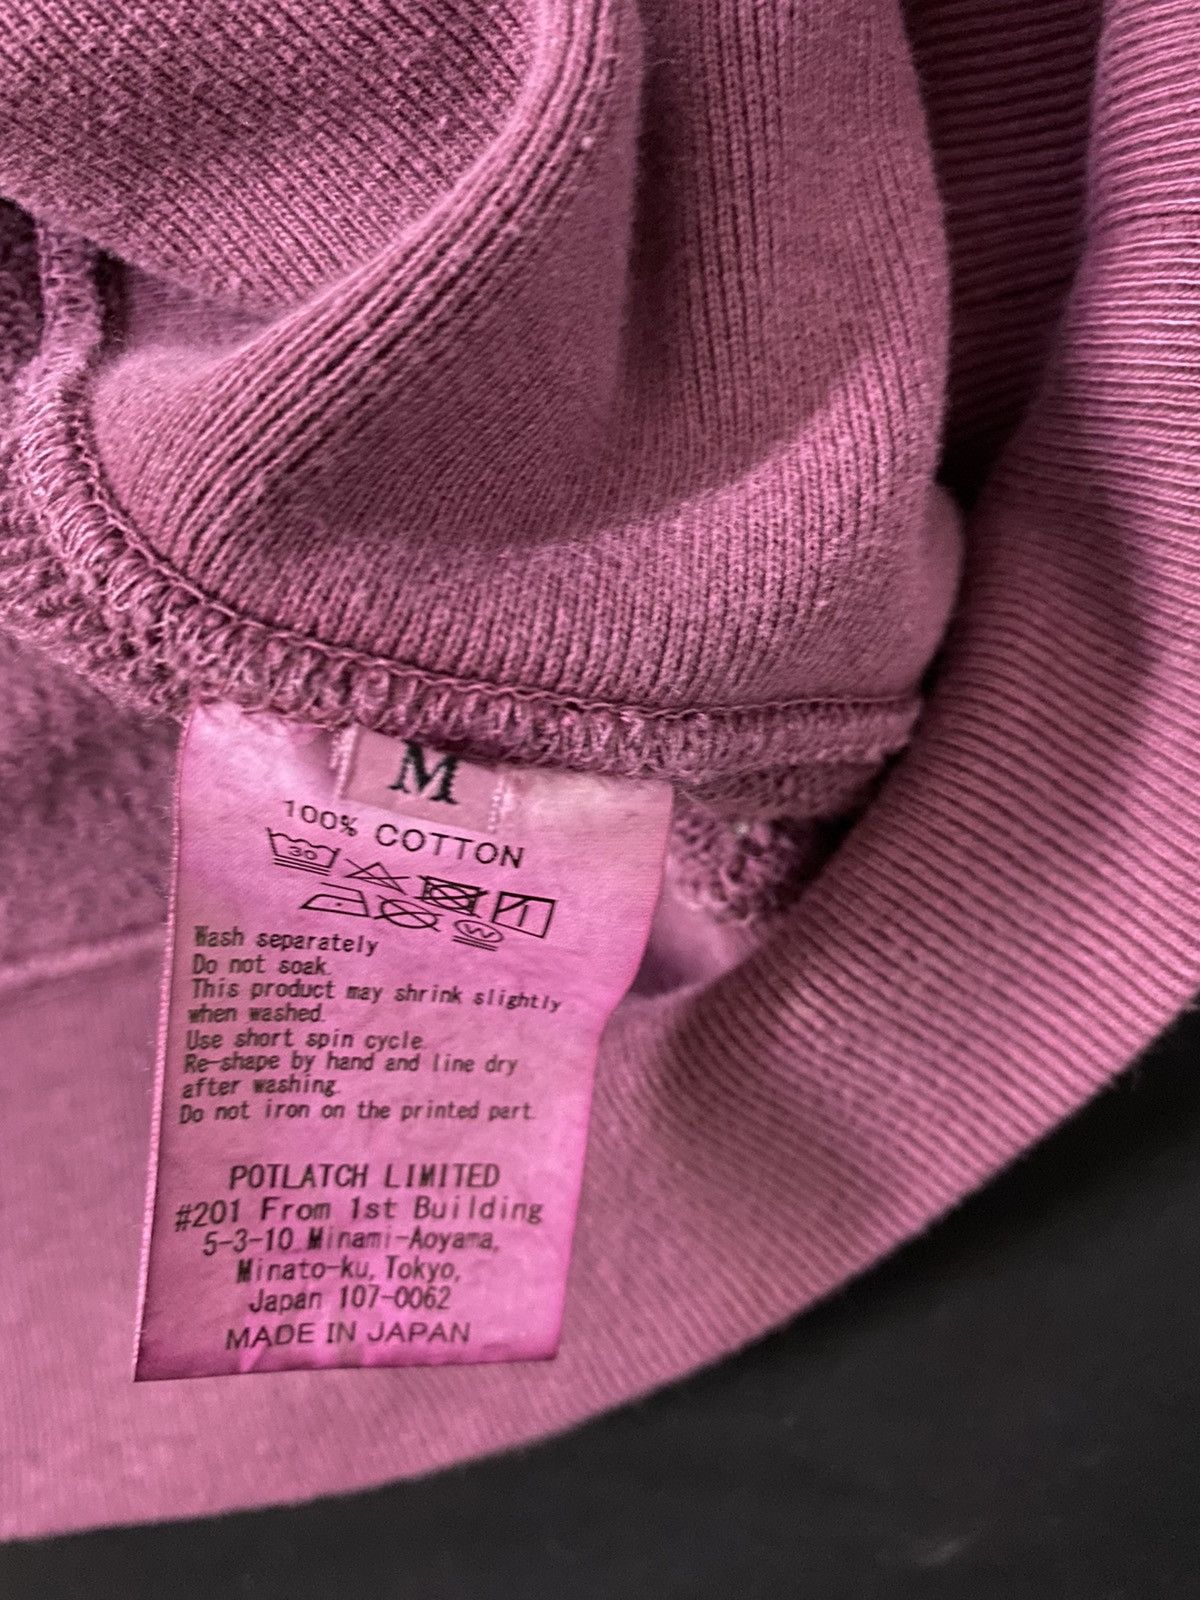 M
100% COTTON
30
W
Wash separately
Do not soak.
This product may shrink slightly
when washed.
Use short spin cycle.
Re-shape by hand and line dry
after washing.
Do not iron on the printed part.
POTLATCH LIMITED
#201 From 1st Building
5-3-10 Minami-Aoyama,
Minato-ku, Tokyo,
Japan 107-0062
MADE IN JAPAN